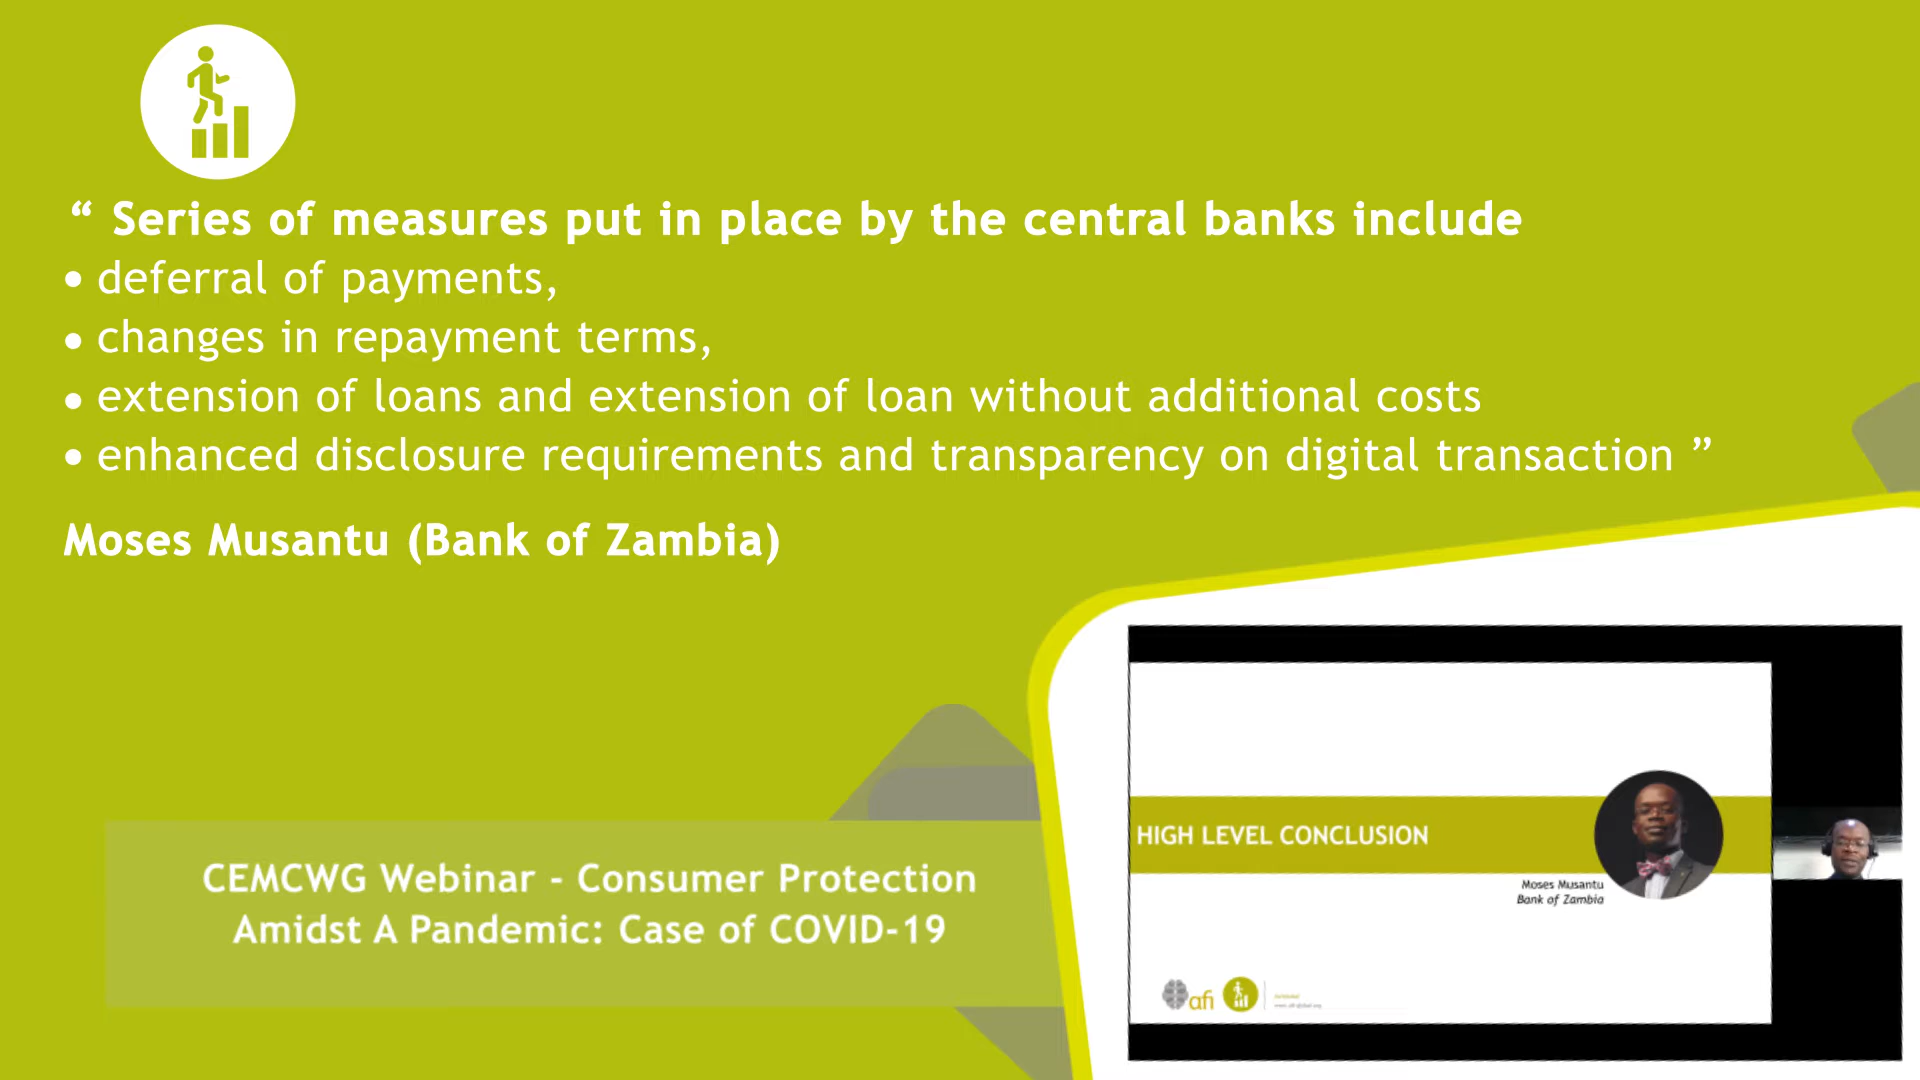 “ Series of measures put in place by the central banks include
• deferral of payments,
• changes in repayment terms,
• extension of loans and extension of loan without additional costs
• enhanced disclosure requirements and transparency on digital transaction ”
Moses Musantu (Bank of Zambia)
CEMCWG Webinar - Consumer Protection
Amidst A Pandemic: Case of COVID-19
HIGH LEVEL CONCLUSION
Moses Musantu
Bank of Zambia
afi